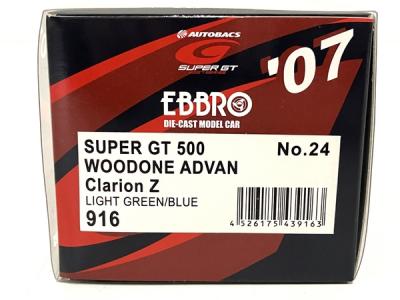 AUTOBACS
SUPER GT
'07
EBBRO
DIE-CAST MODEL CAR
SUPER GT 500 No.24
WOODONE ADVAN
Clarion Z
LIGHT GREEN/BLUE
916
4 526175 439163